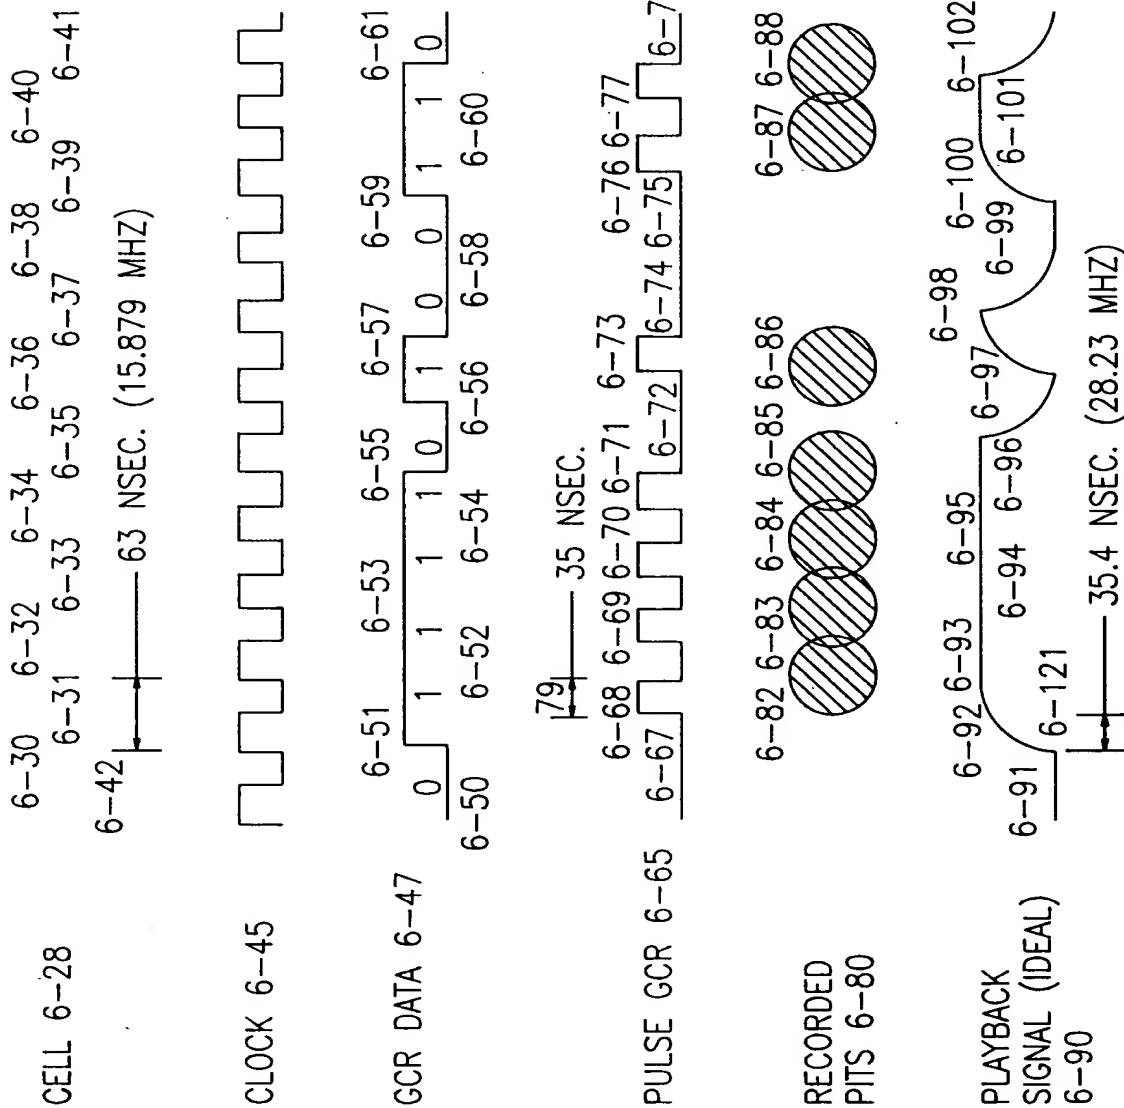 CELL 6-28
6-30 6-32 6-34 6-36 6-38 6-40
6-31 6-33 6-35 6-37 6-39 6-41
6-42
63 NSEC. (15.879 MHZ)
CLOCK 6-45
GCR DATA 6-47
6-51 6-53 6-55 6-57 6-59 6-61
0 1 1 1 1 0 1 0 0 1 1 0
6-50 6-52 6-54 6-56 6-58 6-60
79
35 NSEC.
PULSE GCR 6-65
6-68 6-69 6-70 6-71 6-73 6-76 6-77
6-67 6-72 6-74 6-75 6-7
RECORDED
PITS 6-80
6-82 6-83 6-84 6-85 6-86 6-87 6-88
PLAYBACK
SIGNAL (IDEAL)
6-90
6-92 6-93 6-95 6-98 6-100 6-102
6-91 6-121 6-94 6-96 6-97 6-99 6-101
35.4 NSEC. (28.23 MHZ)